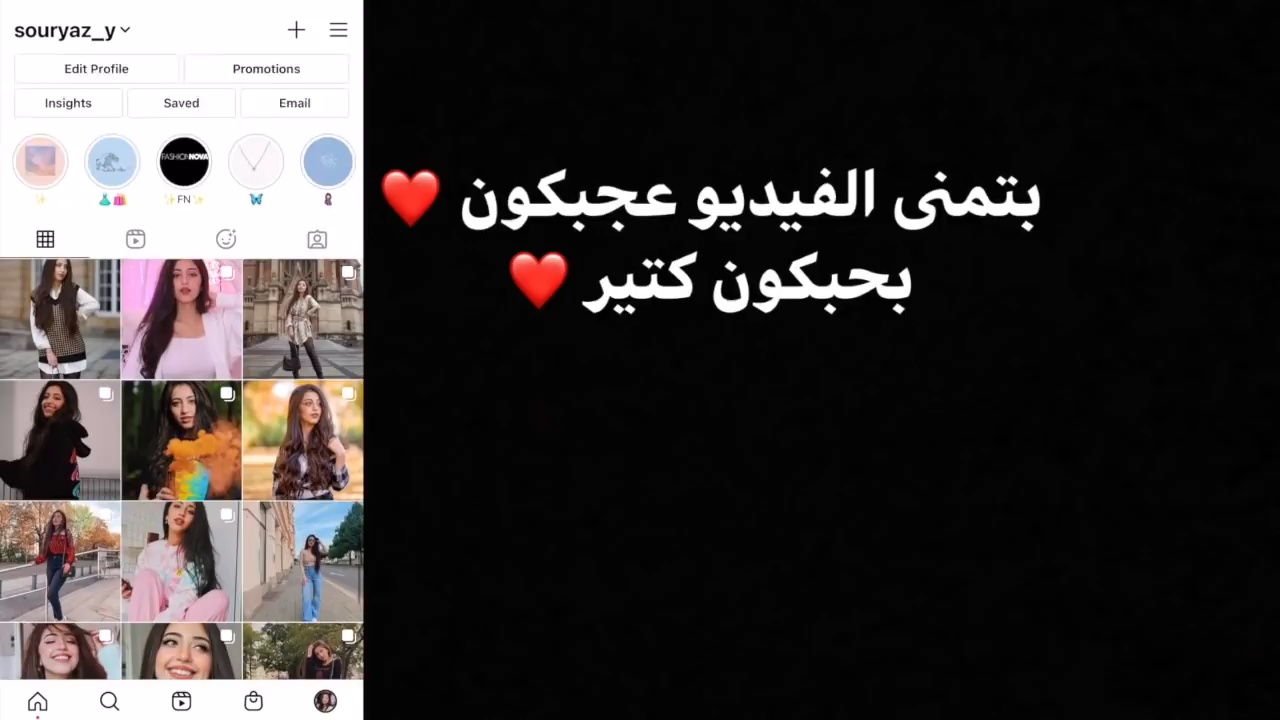 souryaz_y
Edit Profile
Promotions
Insights
Saved
Email
FASHIONNOVA
✨
👗🛍️
✨ FN ✨
🦋
بتمنى الفيديو عجبكون ❤️
بحبكون كتير ❤️